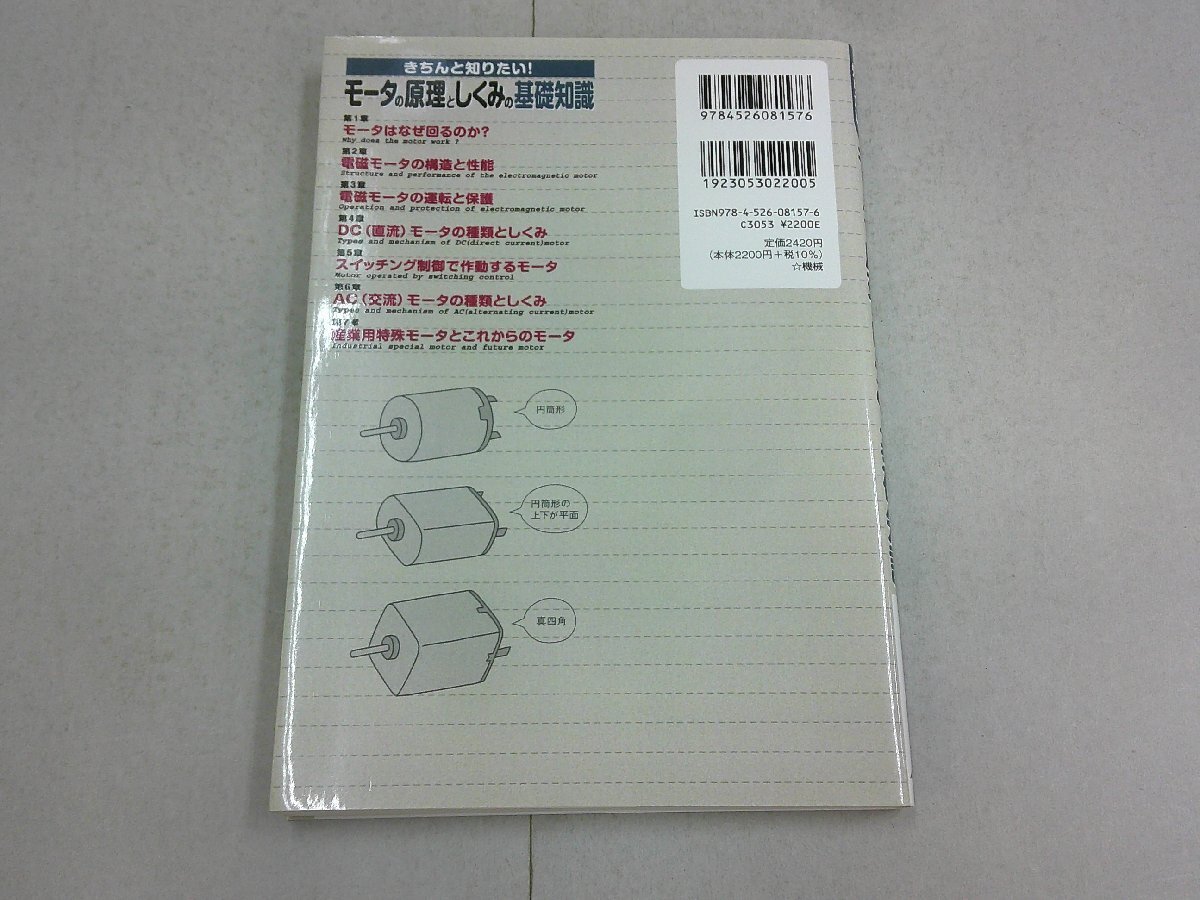 きちんと知りたい!
モータの原理としくみの基礎知識
第1章
モータはなぜ回るのか?
Why does the motor work ?
第2章
電磁モータの構造と性能
Structure and performance of the electromagnetic motor
第3章
電磁モータの運転と保護
Operation and protection of electromagnetic motor
第4章
DC(直流)モータの種類としくみ
Types and mechanism of DC(direct current)motor
第5章
スイッチング制御で作動するモータ
Motor operated by switching control
第6章
AC(交流)モータの種類としくみ
Types and mechanism of AC(alternating current)motor
第7章
産業用特殊モータとこれからのモータ
Industrial special motor and future motor
9784526081576
1923053022005
ISBN978-4-526-08157-6
C3053 ¥2200E
定価2420円
(本体2200円+税10%)
☆機械
円筒形
円筒形の
上下が平面
真四角